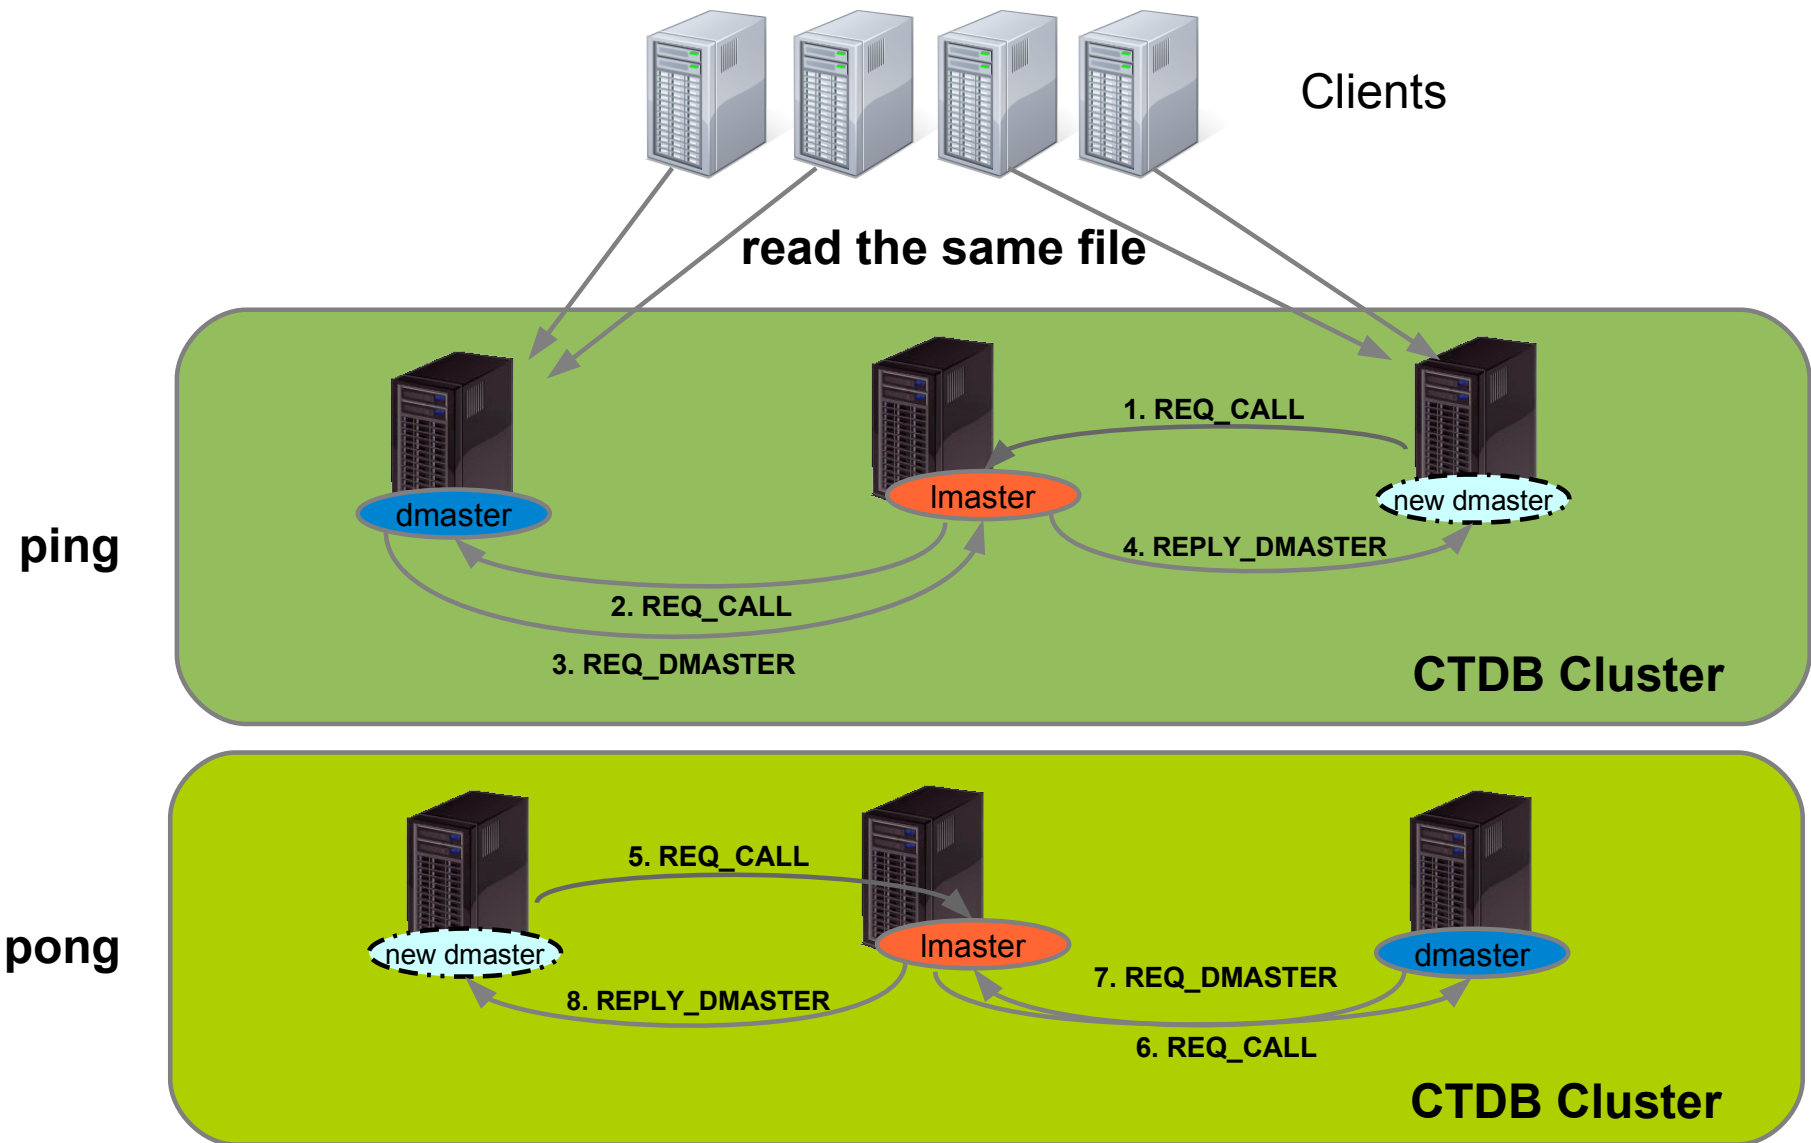 Clients
read the same file
1. REQ_CALL
dmaster
lmaster
new dmaster
ping
4. REPLY_DMASTER
2. REQ_CALL
3. REQ_DMASTER
CTDB Cluster
5. REQ_CALL
pong
new dmaster
lmaster
dmaster
7. REQ_DMASTER
8. REPLY_DMASTER
6. REQ_CALL
CTDB Cluster